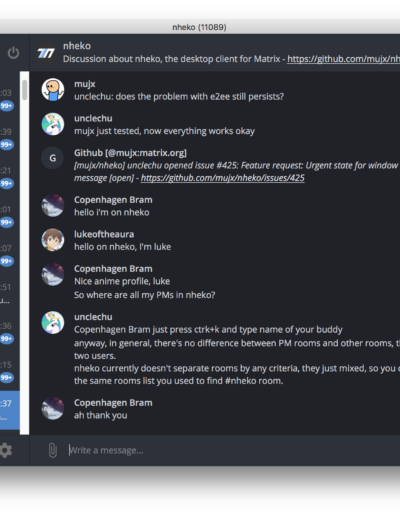 nheko (11089)
nheko
Discussion about nheko, the desktop client for Matrix - https://github.com/mujx/nh
:03
99+
:39
99+
:21
99+
:01
99+
:07
99+
:51
u...
:36
99+
:15
99+
:37
...
mujx
unclechu: does the problem with e2ee still persists?
unclechu
mujx just tested, now everything works okay
G
Github [@mujx:matrix.org]
[mujx/nheko] unclechu opened issue #425: Feature request: Urgent state for window
message [open] - https://github.com/mujx/nheko/issues/425
Copenhagen Bram
hello i'm on nheko
lukeoftheaura
hello on nheko, I'm luke
Copenhagen Bram
Nice anime profile, luke
So where are all my PMs in nheko?
unclechu
Copenhagen Bram just press ctrk+k and type name of your buddy
anyway, in general, there's no difference between PM rooms and other rooms, t
two users.
nheko currently doesn't separate rooms by any criteria, they just mixed, so you
the same rooms list you used to find #nheko room.
Copenhagen Bram
ah thank you
Write a message...